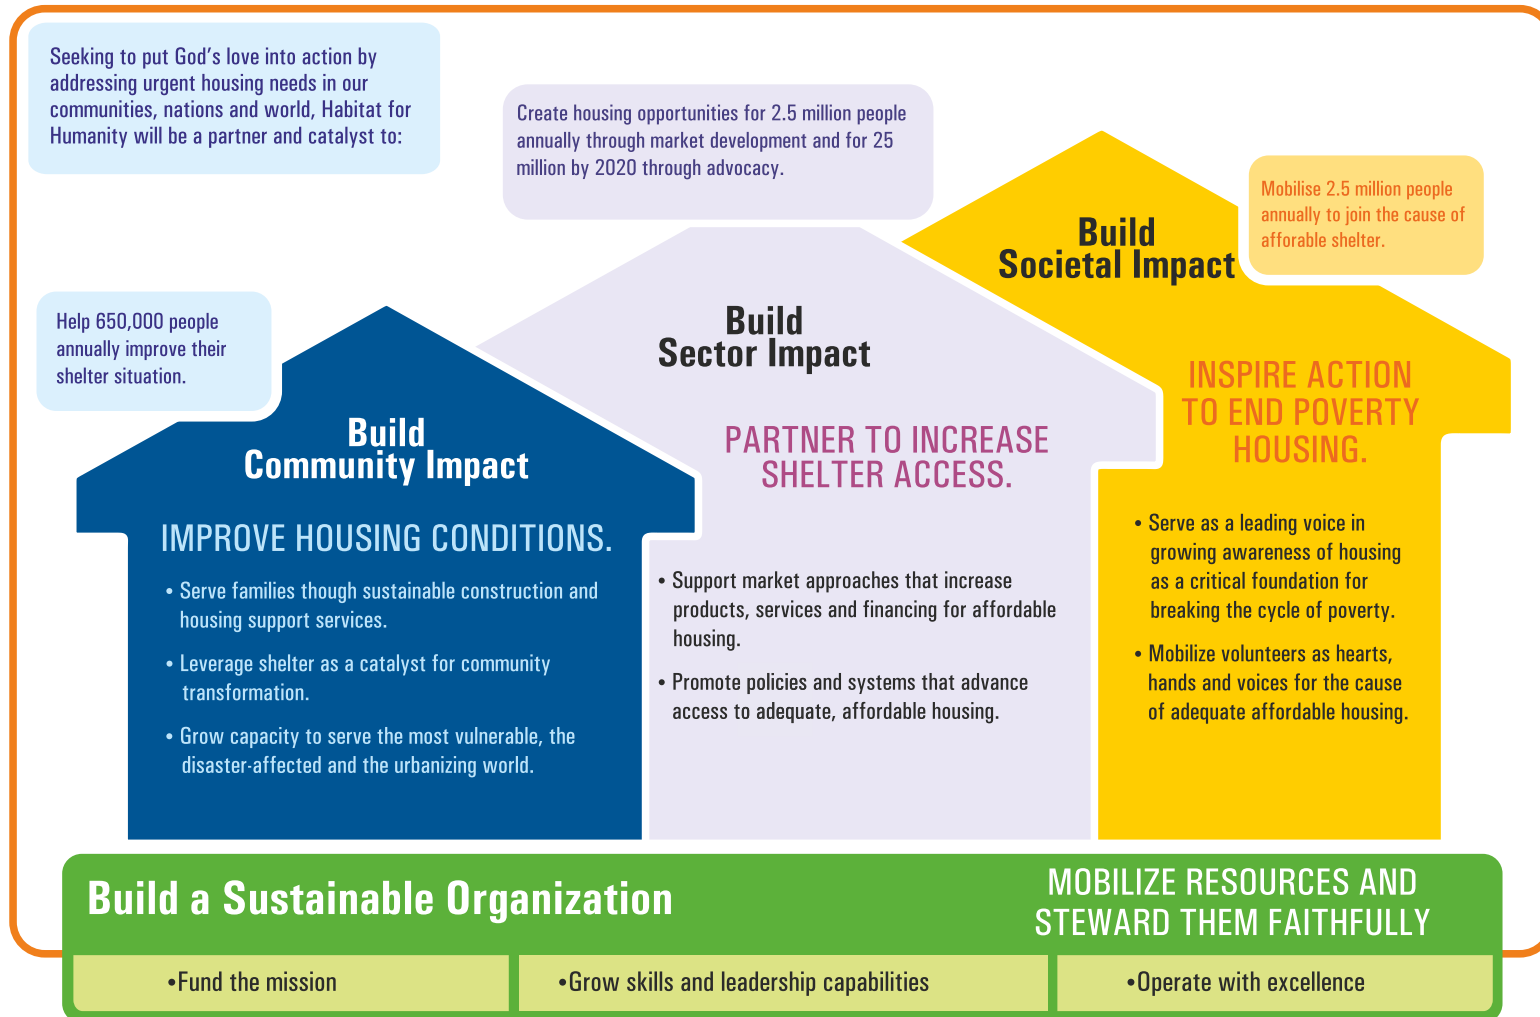 Seeking to put God's love into action by
addressing urgent housing needs in our
communities, nations and world, Habitat for
Humanity will be a partner and catalyst to:
Help 650,000 people
annually improve their
shelter situation.
Build
Community Impact
IMPROVE HOUSING CONDITIONS.
• Serve families though sustainable construction and
housing support services.
• Leverage shelter as a catalyst for community
transformation.
• Grow capacity to serve the most vulnerable, the
disaster-affected and the urbanizing world.
Create housing opportunities for 2.5 million people
annually through market development and for 25
million by 2020 through advocacy.
Build
Sector Impact
PARTNER TO INCREASE
SHELTER ACCESS.
• Support market approaches that increase
products, services and financing for affordable
housing.
• Promote policies and systems that advance
access to adequate, affordable housing.
Mobilise 2.5 million people
annually to join the cause of
afforable shelter.
Build
Societal Impact
INSPIRE ACTION
TO END POVERTY
HOUSING.
• Serve as a leading voice in
growing awareness of housing
as a critical foundation for
breaking the cycle of poverty.
• Mobilize volunteers as hearts,
hands and voices for the cause
of adequate affordable housing.
Build a Sustainable Organization
MOBILIZE RESOURCES AND
STEWARD THEM FAITHFULLY
•Fund the mission
•Grow skills and leadership capabilities
•Operate with excellence